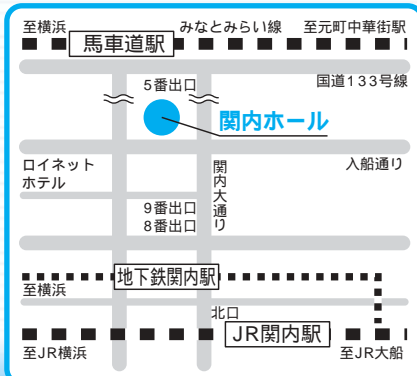 至横浜
みなとみらい線
至元町中華街駅
馬車道駅
5番出口
国道133号線
関内ホール
ロイネット
ホテル
関内大通り
入船通り
9番出口
8番出口
地下鉄関内駅
至横浜
北口
JR関内駅
至JR横浜
至JR大船